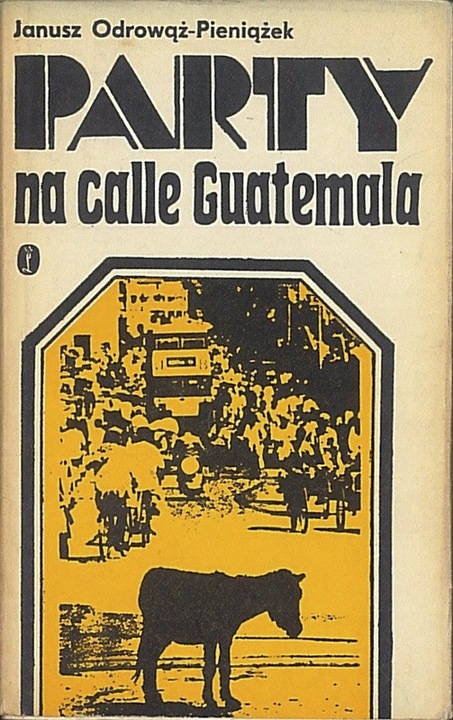 Janusz Odrowąż-Pieniążek
PARTY
na calle Guatemala